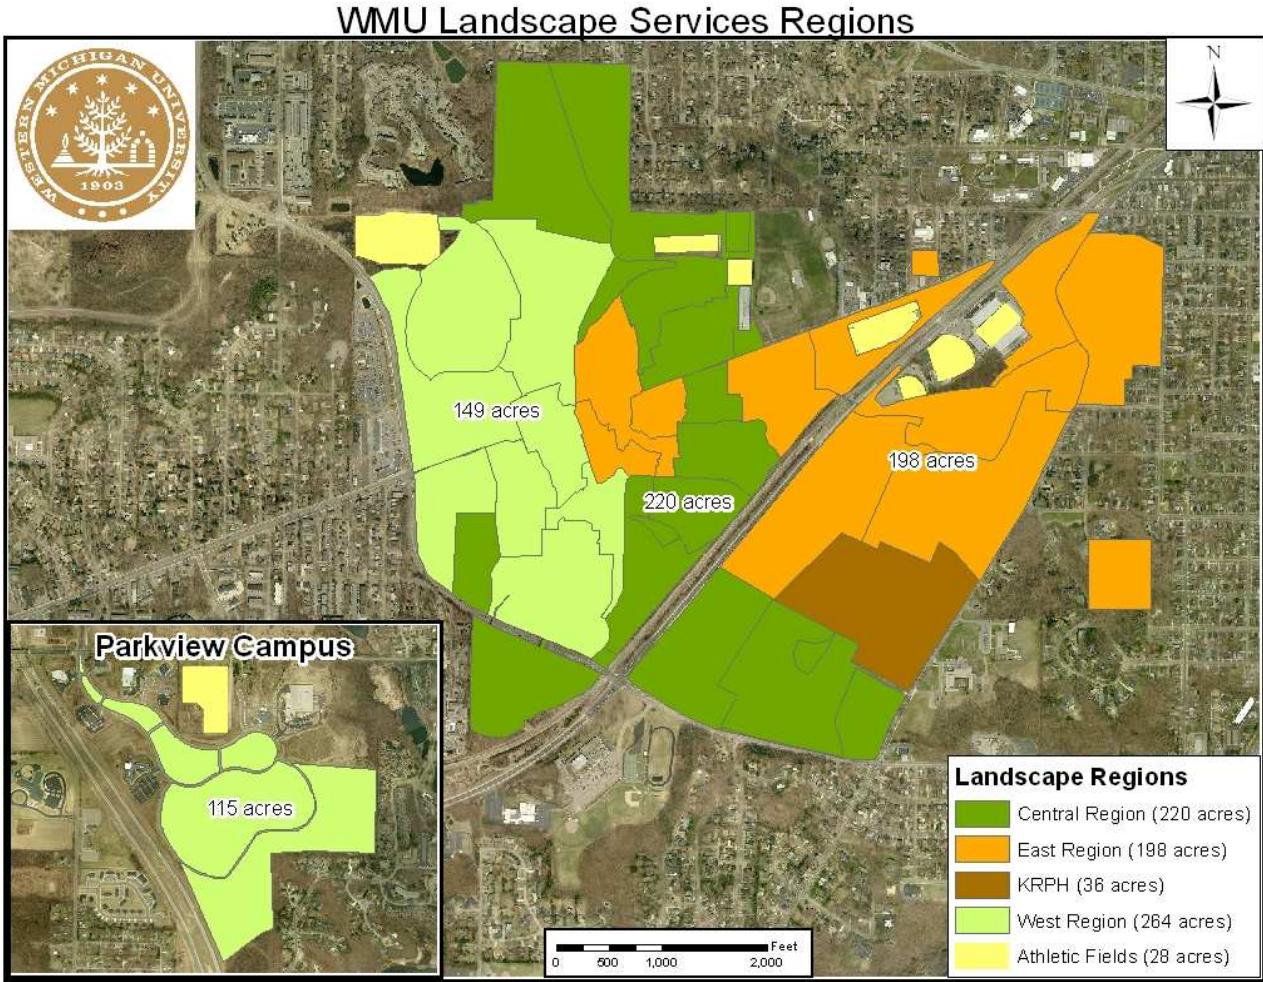 WMU Landscape Services Regions
WESTERN MICHIGAN UNIVERSITY
1903
N
149 acres
198 acres
220 acres
Parkview Campus
115 acres
Landscape Regions
Central Region (220 acres)
East Region (198 acres)
KRPH (36 acres)
West Region (264 acres)
Athletic Fields (28 acres)
Feet
0 500 1,000 2,000